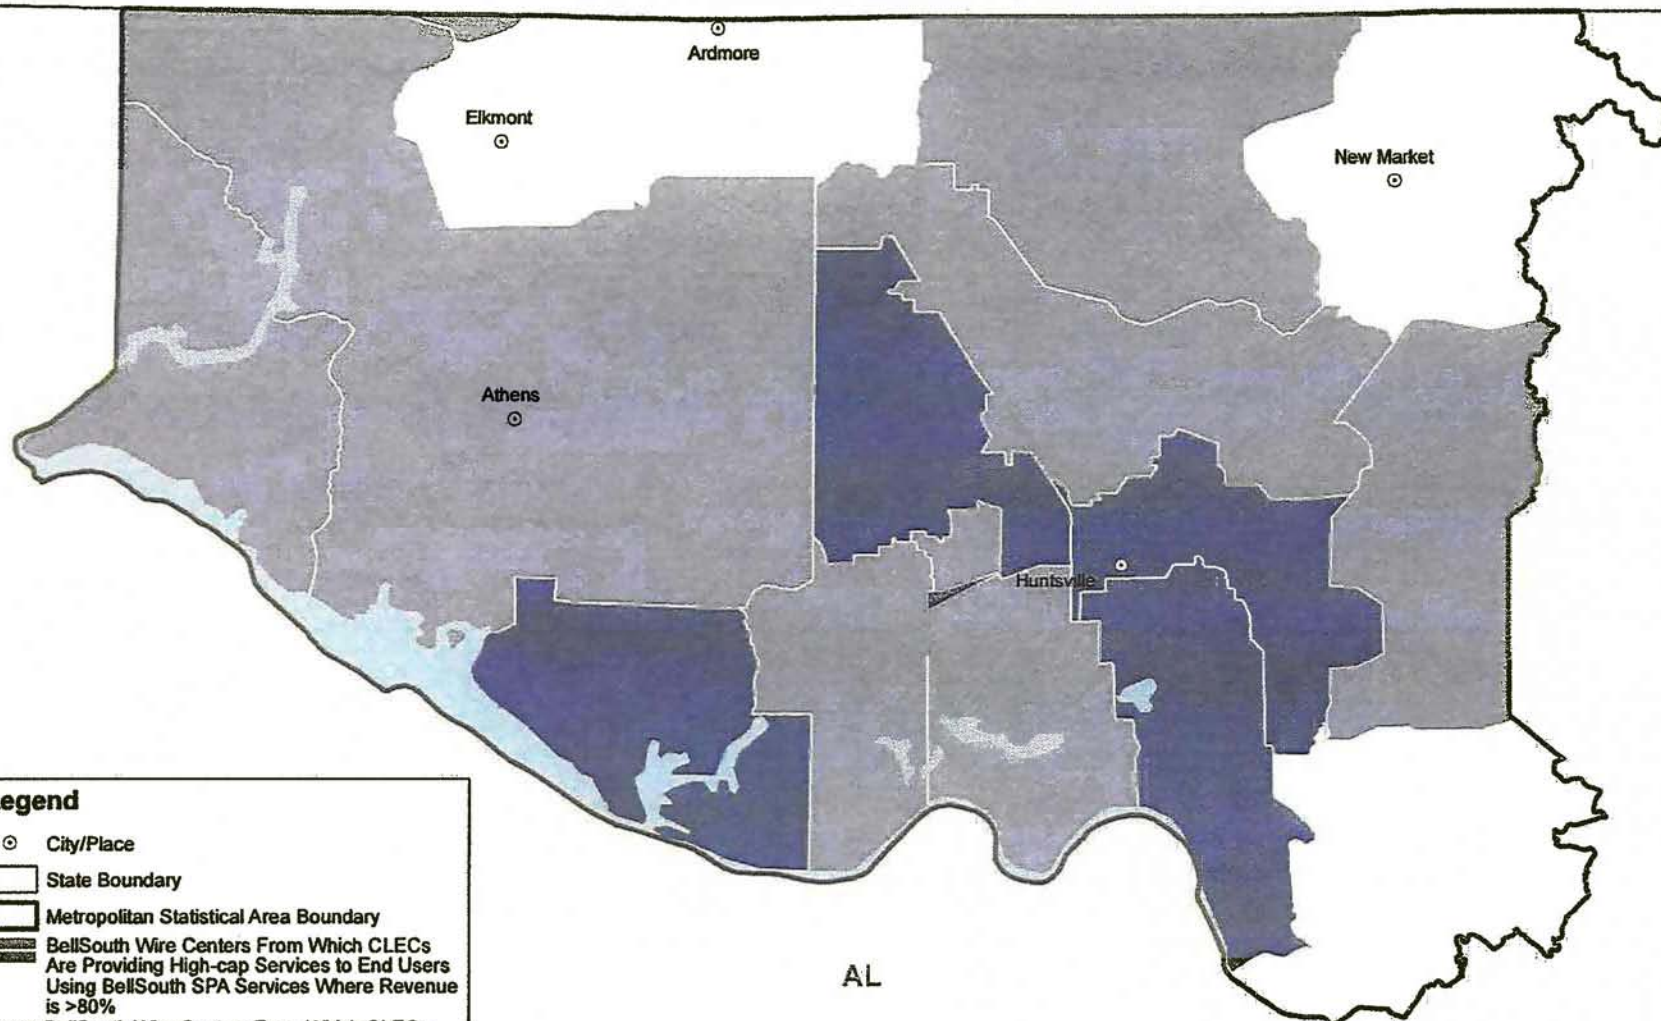 Ardmore
Elkmont
New Market
Athens
Huntsville
AL
Legend
City/Place
State Boundary
Metropolitan Statistical Area Boundary
BellSouth Wire Centers From Which CLECs
Are Providing High-cap Services to End Users
Using BellSouth SPA Services Where Revenue
is >80%